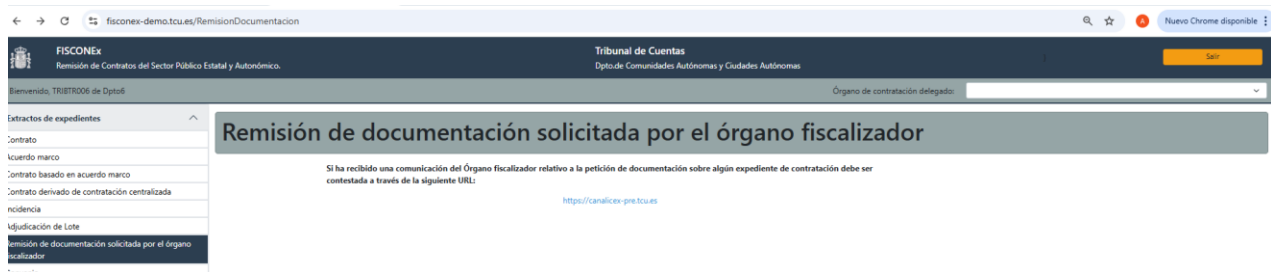 fisconex-demo.tcu.es/RemisionDocumentacion
A
Nuevo Chrome disponible
FISCONEx
Remisión de Contratos del Sector Público Estatal y Autonómico.
Tribunal de Cuentas
Dpto.de Comunidades Autónomas y Ciudades Autónomas
Salir
Bienvenido, TRIBTR006 de Dpto6
Órgano de contratación delegado:
Extractos de expedientes
Contrato
Acuerdo marco
Contrato basado en acuerdo marco
Contrato derivado de contratación centralizada
Incidencia
Adjudicación de Lote
Remisión de documentación solicitada por el órgano
fiscalizador
Remisión de documentación solicitada por el órgano fiscalizador
Si ha recibido una comunicación del Órgano fiscalizador relativo a la petición de documentación sobre algún expediente de contratación debe ser
contestada a través de la siguiente URL:
https://canalicex-pre.tcu.es